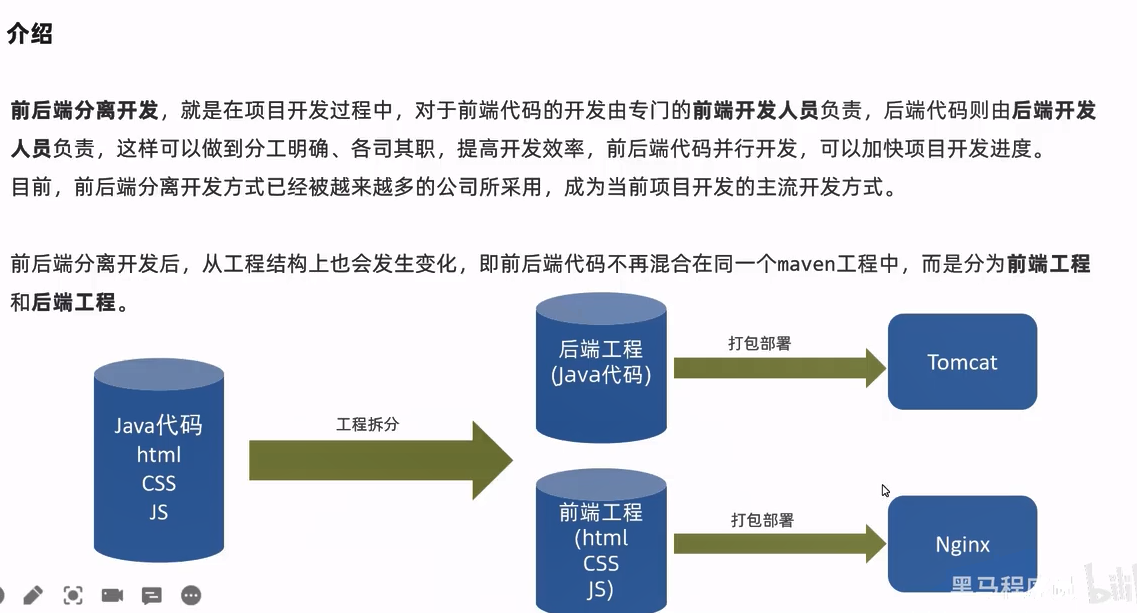 介绍
前后端分离开发，就是在项目开发过程中，对于前端代码的开发由专门的前端开发人员负责，后端代码则由后端开发
人员负责，这样可以做到分工明确、各司其职，提高开发效率，前后端代码并行开发，可以加快项目开发进度。
目前，前后端分离开发方式已经被越来越多的公司所采用，成为当前项目开发的主流开发方式。
前后端分离开发后，从工程结构上也会发生变化，即前后端代码不再混合在同一个maven工程中，而是分为前端工程
和后端工程。
Java代码
html
CSS
JS
工程拆分
后端工程
(Java代码)
打包部署
Tomcat
前端工程
(html
CSS
JS)
打包部署
Nginx
黑马程序员
bili